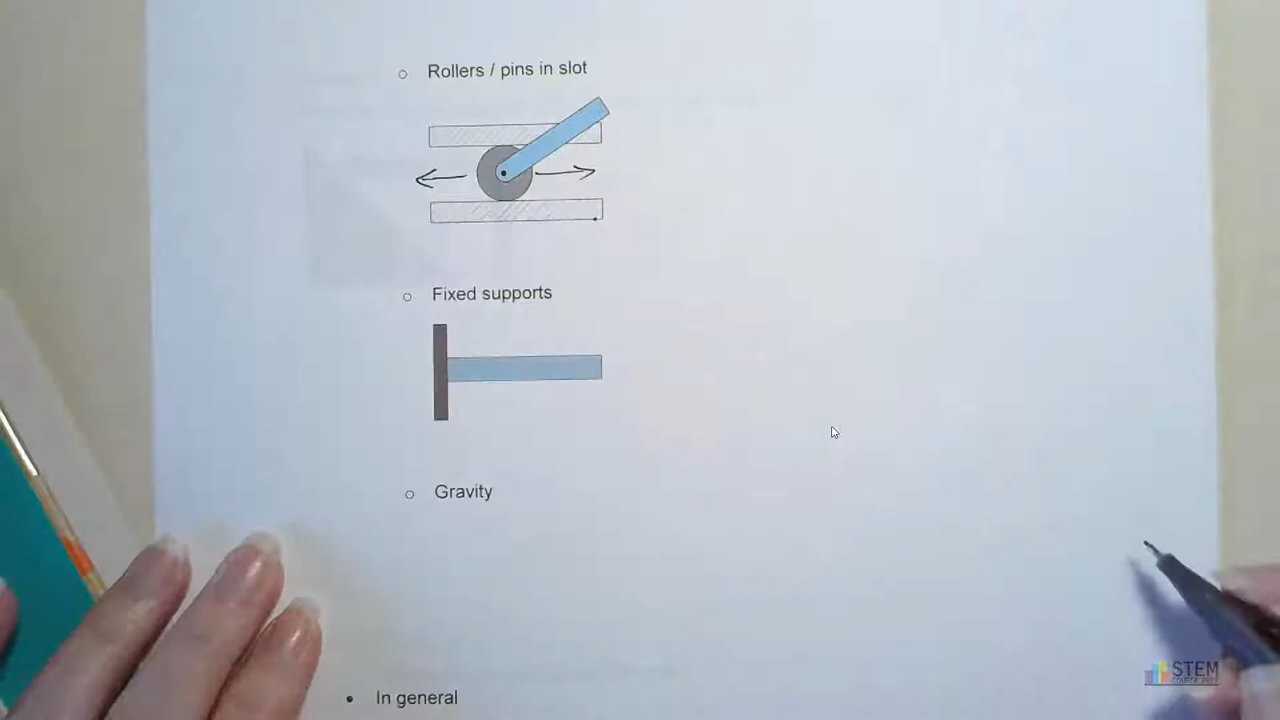 Rollers / pins in slot
Fixed supports
Gravity
In general
STEM